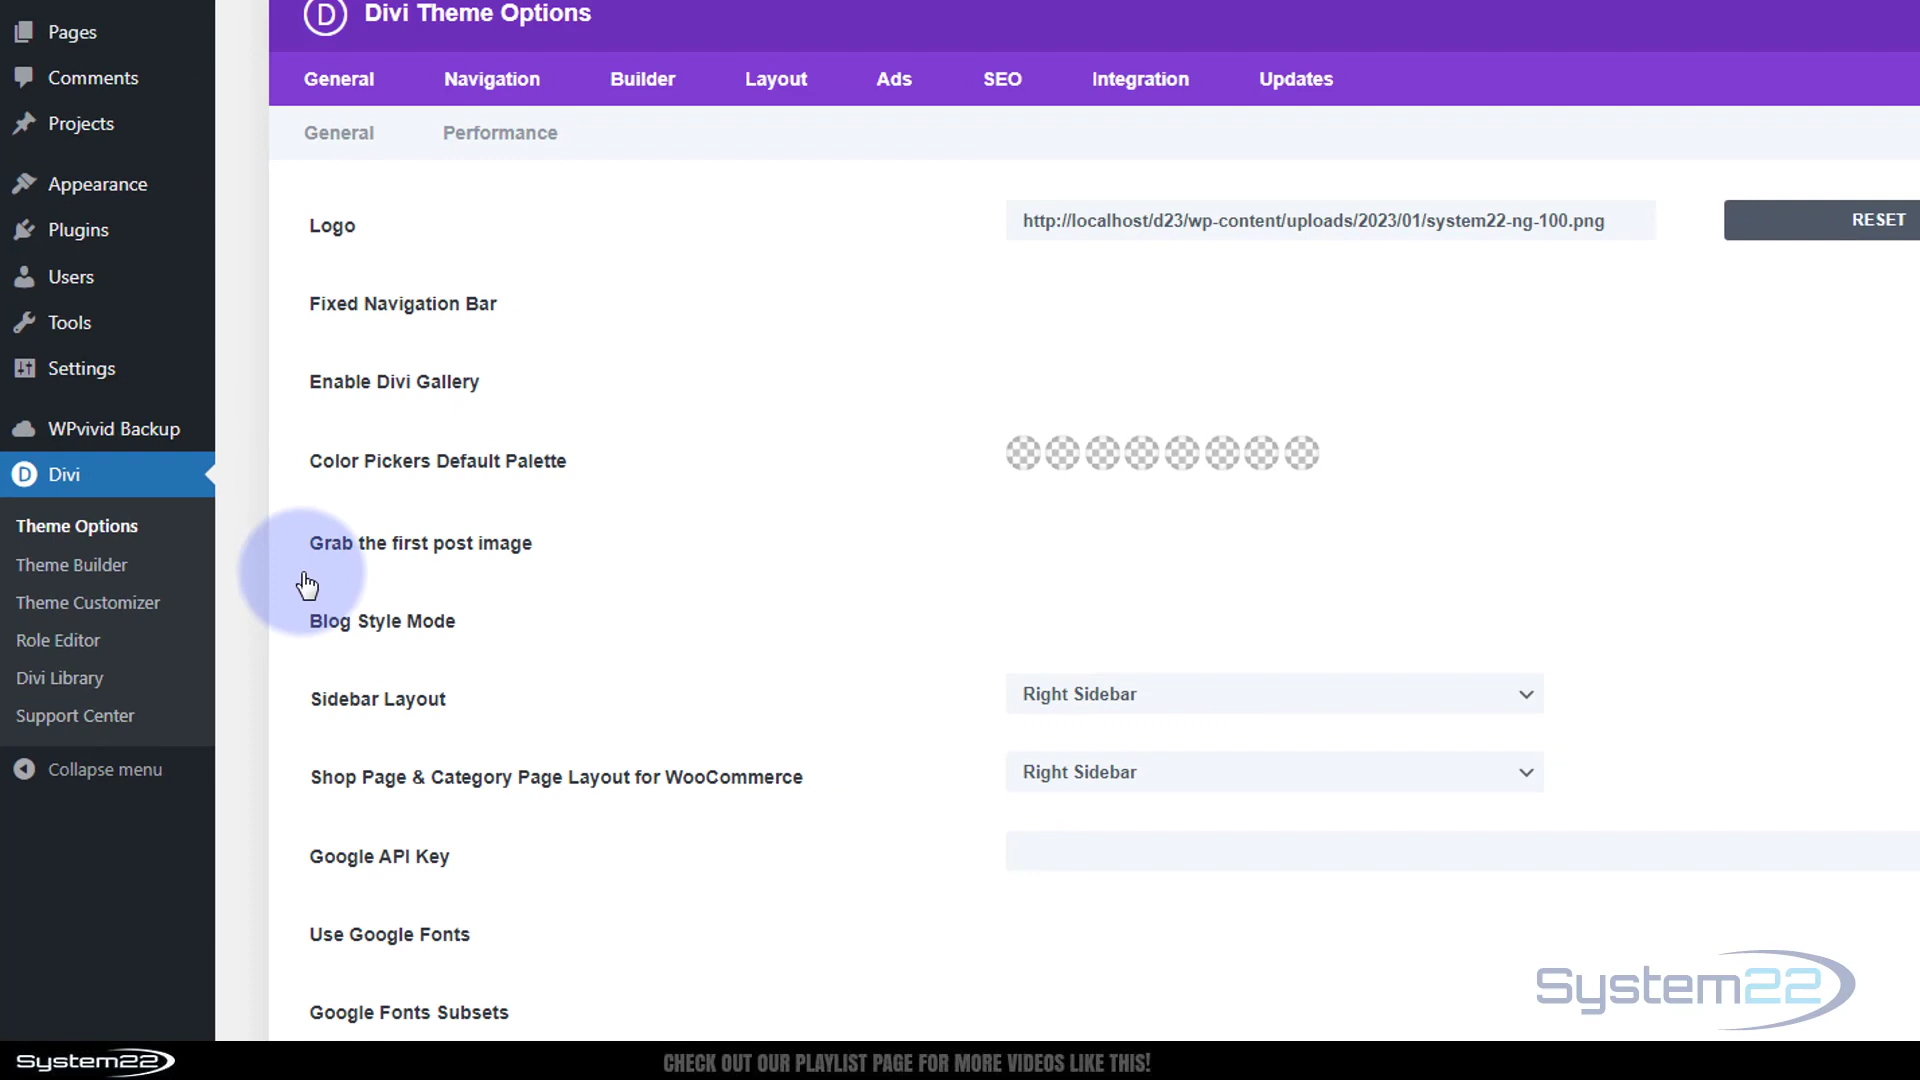 Pages
Comments
Projects
Appearance
Plugins
Users
Tools
Settings
WPvivid Backup
D Divi
Theme Options
Theme Builder
Theme Customizer
Role Editor
Divi Library
Support Center
Collapse menu
D Divi Theme Options
General Navigation Builder Layout Ads SEO Integration Updates
General Performance
Logo http://localhost/d23/wp-content/uploads/2023/01/system22-ng-100.png RESET
Fixed Navigation Bar
Enable Divi Gallery
Color Pickers Default Palette
Grab the first post image
Blog Style Mode
Sidebar Layout Right Sidebar
Shop Page & Category Page Layout for WooCommerce Right Sidebar
Google API Key
Use Google Fonts
Google Fonts Subsets
System22
System22 CHECK OUT OUR PLAYLIST PAGE FOR MORE VIDEOS LIKE THIS!